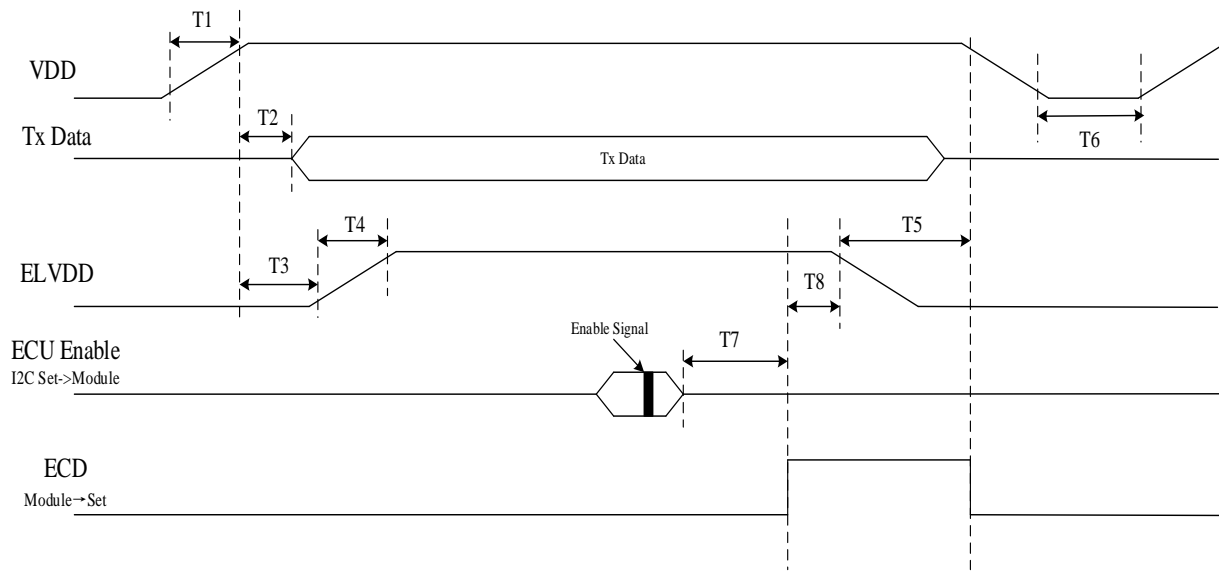 T1
VDD
T2
T6
Tx Data
Tx Data
T4
T5
T3
ELVDD
T8
Enable Signal
T7
ECU Enable
I2C Set->Module
ECD
Module→Set